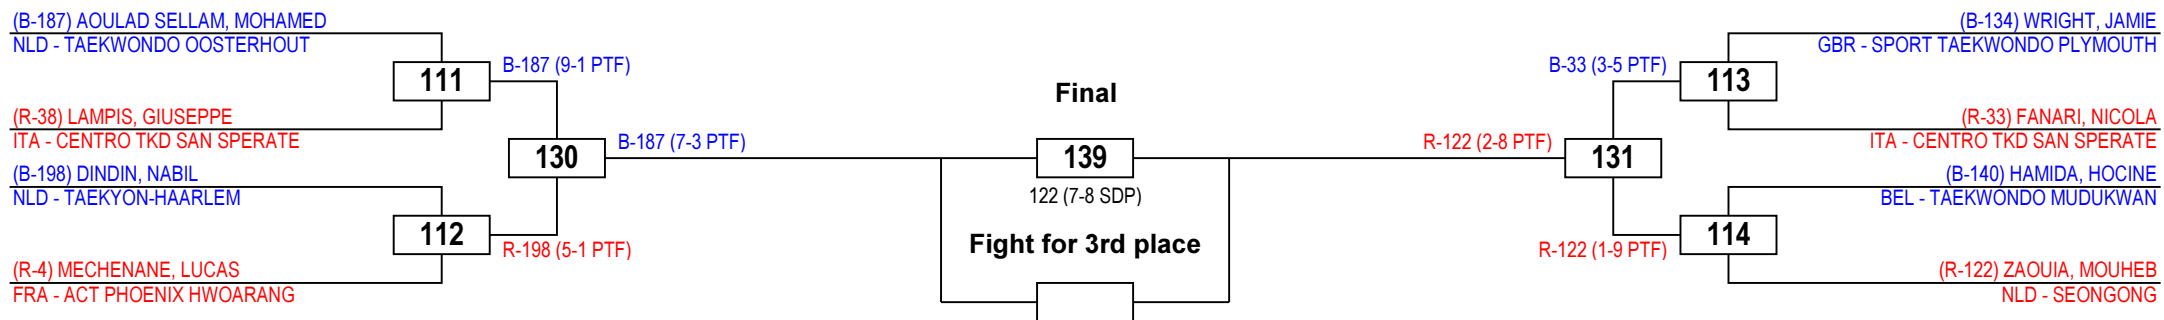 (B-187) AOULAD SELLAM, MOHAMED
NLD - TAEKWONDO OOSTERHOUT
111
B-187 (9-1 PTF)
(R-38) LAMPIS, GIUSEPPE
ITA - CENTRO TKD SAN SPERATE
130
B-187 (7-3 PTF)
(B-198) DINDIN, NABIL
NLD - TAEKYON-HAARLEM
112
R-198 (5-1 PTF)
(R-4) MECHENANE, LUCAS
FRA - ACT PHOENIX HWOARANG
Final
139
122 (7-8 SDP)
Fight for 3rd place
(B-134) WRIGHT, JAMIE
GBR - SPORT TAEKWONDO PLYMOUTH
B-33 (3-5 PTF)
113
(R-33) FANARI, NICOLA
ITA - CENTRO TKD SAN SPERATE
R-122 (2-8 PTF)
131
(B-140) HAMIDA, HOCINE
BEL - TAEKWONDO MUDUKWAN
R-122 (1-9 PTF)
114
(R-122) ZAOUIA, MOUHEB
NLD - SEONGONG